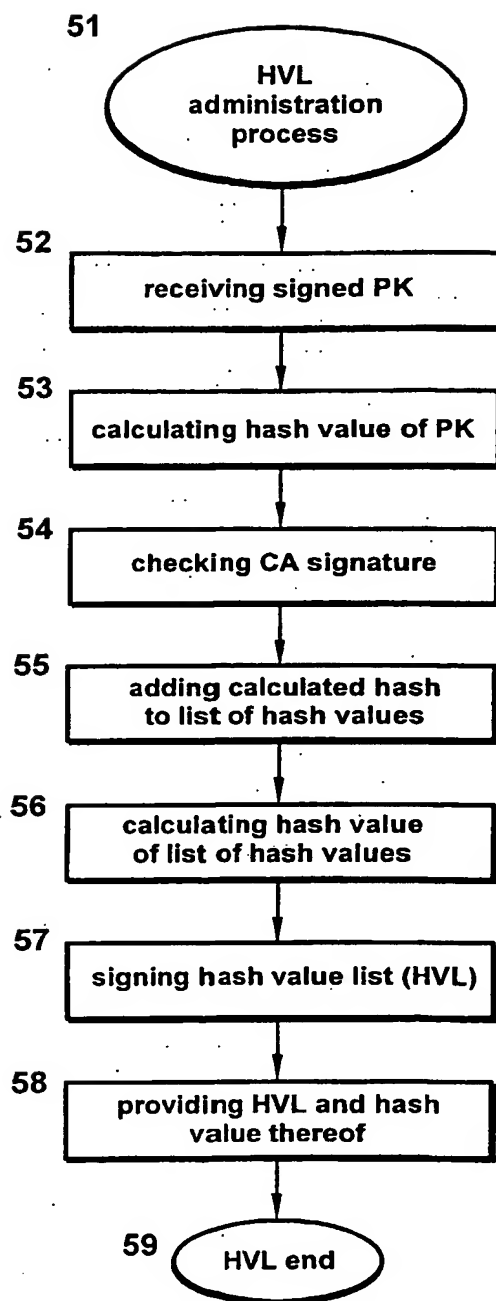 51
HVL
administration
process
52
receiving signed PK
53
calculating hash value of PK
54
checking CA signature
55
adding calculated hash
to list of hash values
56
calculating hash value
of list of hash values
57
signing hash value list (HVL)
58
providing HVL and hash
value thereof
59
HVL end